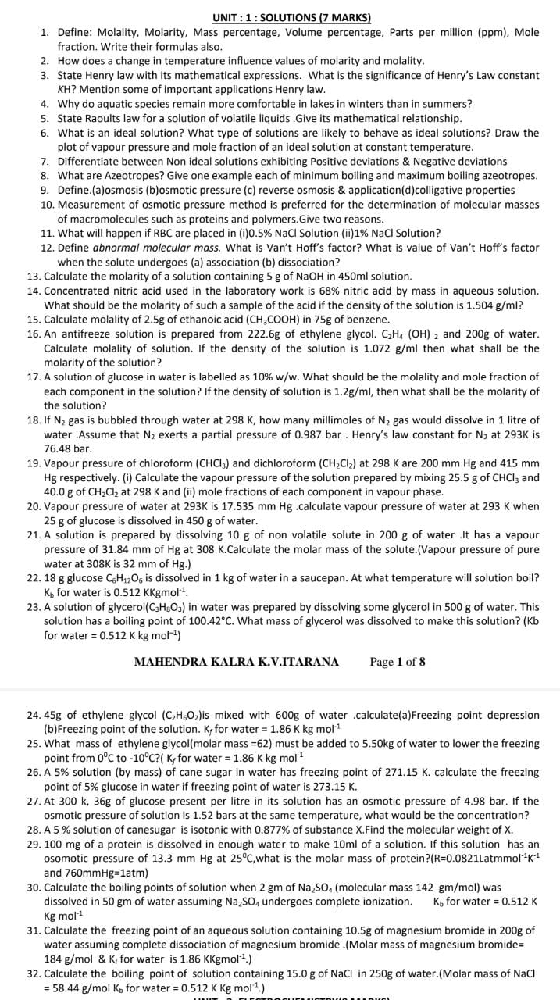 UNIT : 1 : SOLUTIONS (7 MARKS)
1. Define: Molality, Molarity, Mass percentage, Volume percentage, Parts per million (ppm), Mole
fraction. Write their formulas also.
2. How does a change in temperature influence values of molarity and molality.
3. State Henry law with its mathematical expressions. What is the significance of Henry's Law constant
KH? Mention some of important applications Henry law.
4. Why do aquatic species remain more comfortable in lakes in winters than in summers?
5. State Raoults law for a solution of volatile liquids .Give its mathematical relationship.
6. What is an ideal solution? What type of solutions are likely to behave as ideal solutions? Draw the
plot of vapour pressure and mole fraction of an ideal solution at constant temperature.
7. Differentiate between Non ideal solutions exhibiting Positive deviations & Negative deviations
8. What are Azeotropes? Give one example each of minimum boiling and maximum boiling azeotropes.
9. Define.(a)osmosis (b)osmotic pressure (c) reverse osmosis & application(d)colligative properties
10. Measurement of osmotic pressure method is preferred for the determination of molecular masses
of macromolecules such as proteins and polymers.Give two reasons.
11. What will happen if RBC are placed in (i)0.5% NaCl Solution (ii)1% NaCl Solution?
12. Define abnormal molecular mass. What is Van't Hoff's factor? What is value of Van't Hoff's factor
when the solute undergoes (a) association (b) dissociation?
13. Calculate the molarity of a solution containing 5 g of NaOH in 450ml solution.
14. Concentrated nitric acid used in the laboratory work is 68% nitric acid by mass in aqueous solution.
What should be the molarity of such a sample of the acid if the density of the solution is 1.504 g/ml?
15. Calculate molality of 2.5g of ethanoic acid (CH₃COOH) in 75g of benzene.
16. An antifreeze solution is prepared from 222.6g of ethylene glycol. C₂H₄ (OH) ₂ and 200g of water.
Calculate molality of solution. If the density of the solution is 1.072 g/ml then what shall be the
molarity of the solution?
17. A solution of glucose in water is labelled as 10% w/w. What should be the molality and mole fraction of
each component in the solution? If the density of solution is 1.2g/ml, then what shall be the molarity of
the solution?
18. If N₂ gas is bubbled through water at 298 K, how many millimoles of N₂ gas would dissolve in 1 litre of
water .Assume that N₂ exerts a partial pressure of 0.987 bar . Henry's law constant for N₂ at 293K is
76.48 bar.
19. Vapour pressure of chloroform (CHCl₃) and dichloroform (CH₂Cl₂) at 298 K are 200 mm Hg and 415 mm
Hg respectively. (i) Calculate the vapour pressure of the solution prepared by mixing 25.5 g of CHCl₃ and
40.0 g of CH₂Cl₂ at 298 K and (ii) mole fractions of each component in vapour phase.
20. Vapour pressure of water at 293K is 17.535 mm Hg .calculate vapour pressure of water at 293 K when
25 g of glucose is dissolved in 450 g of water.
21. A solution is prepared by dissolving 10 g of non volatile solute in 200 g of water .It has a vapour
pressure of 31.84 mm of Hg at 308 K.Calculate the molar mass of the solute.(Vapour pressure of pure
water at 308K is 32 mm of Hg.)
22. 18 g glucose C₆H₁₂O₆ is dissolved in 1 kg of water in a saucepan. At what temperature will solution boil?
K_b for water is 0.512 KKgmol⁻¹.
23. A solution of glycerol(C₃H₈O₃) in water was prepared by dissolving some glycerol in 500 g of water. This
solution has a boiling point of 100.42°C. What mass of glycerol was dissolved to make this solution? (Kb
for water = 0.512 K kg mol⁻¹)
MAHENDRA KALRA K.V.ITARANA Page 1 of 8
24. 45g of ethylene glycol (C₂H₆O₂)is mixed with 600g of water .calculate(a)Freezing point depression
(b)Freezing point of the solution. K_f for water = 1.86 K kg mol⁻¹
25. What mass of ethylene glycol(molar mass =62) must be added to 5.50kg of water to lower the freezing
point from 0⁰C to -10⁰C?( K_f for water = 1.86 K kg mol⁻¹
26. A 5% solution (by mass) of cane sugar in water has freezing point of 271.15 K. calculate the freezing
point of 5% glucose in water if freezing point of water is 273.15 K.
27. At 300 k, 36g of glucose present per litre in its solution has an osmotic pressure of 4.98 bar. If the
osmotic pressure of solution is 1.52 bars at the same temperature, what would be the concentration?
28. A 5 % solution of canesugar is isotonic with 0.877% of substance X.Find the molecular weight of X.
29. 100 mg of a protein is dissolved in enough water to make 10ml of a solution. If this solution has an
osomotic pressure of 13.3 mm Hg at 25⁰C,what is the molar mass of protein?(R=0.0821Latmmol⁻¹K⁻¹
and 760mmHg=1atm)
30. Calculate the boiling points of solution when 2 gm of Na₂SO₄ (molecular mass 142 gm/mol) was
dissolved in 50 gm of water assuming Na₂SO₄ undergoes complete ionization. K_b for water = 0.512 K
Kg mol⁻¹
31. Calculate the freezing point of an aqueous solution containing 10.5g of magnesium bromide in 200g of
water assuming complete dissociation of magnesium bromide .(Molar mass of magnesium bromide=
184 g/mol & K_f for water is 1.86 KKgmol⁻¹.)
32. Calculate the boiling point of solution containing 15.0 g of NaCl in 250g of water.(Molar mass of NaCl
= 58.44 g/mol K_b for water = 0.512 K Kg mol⁻¹.)